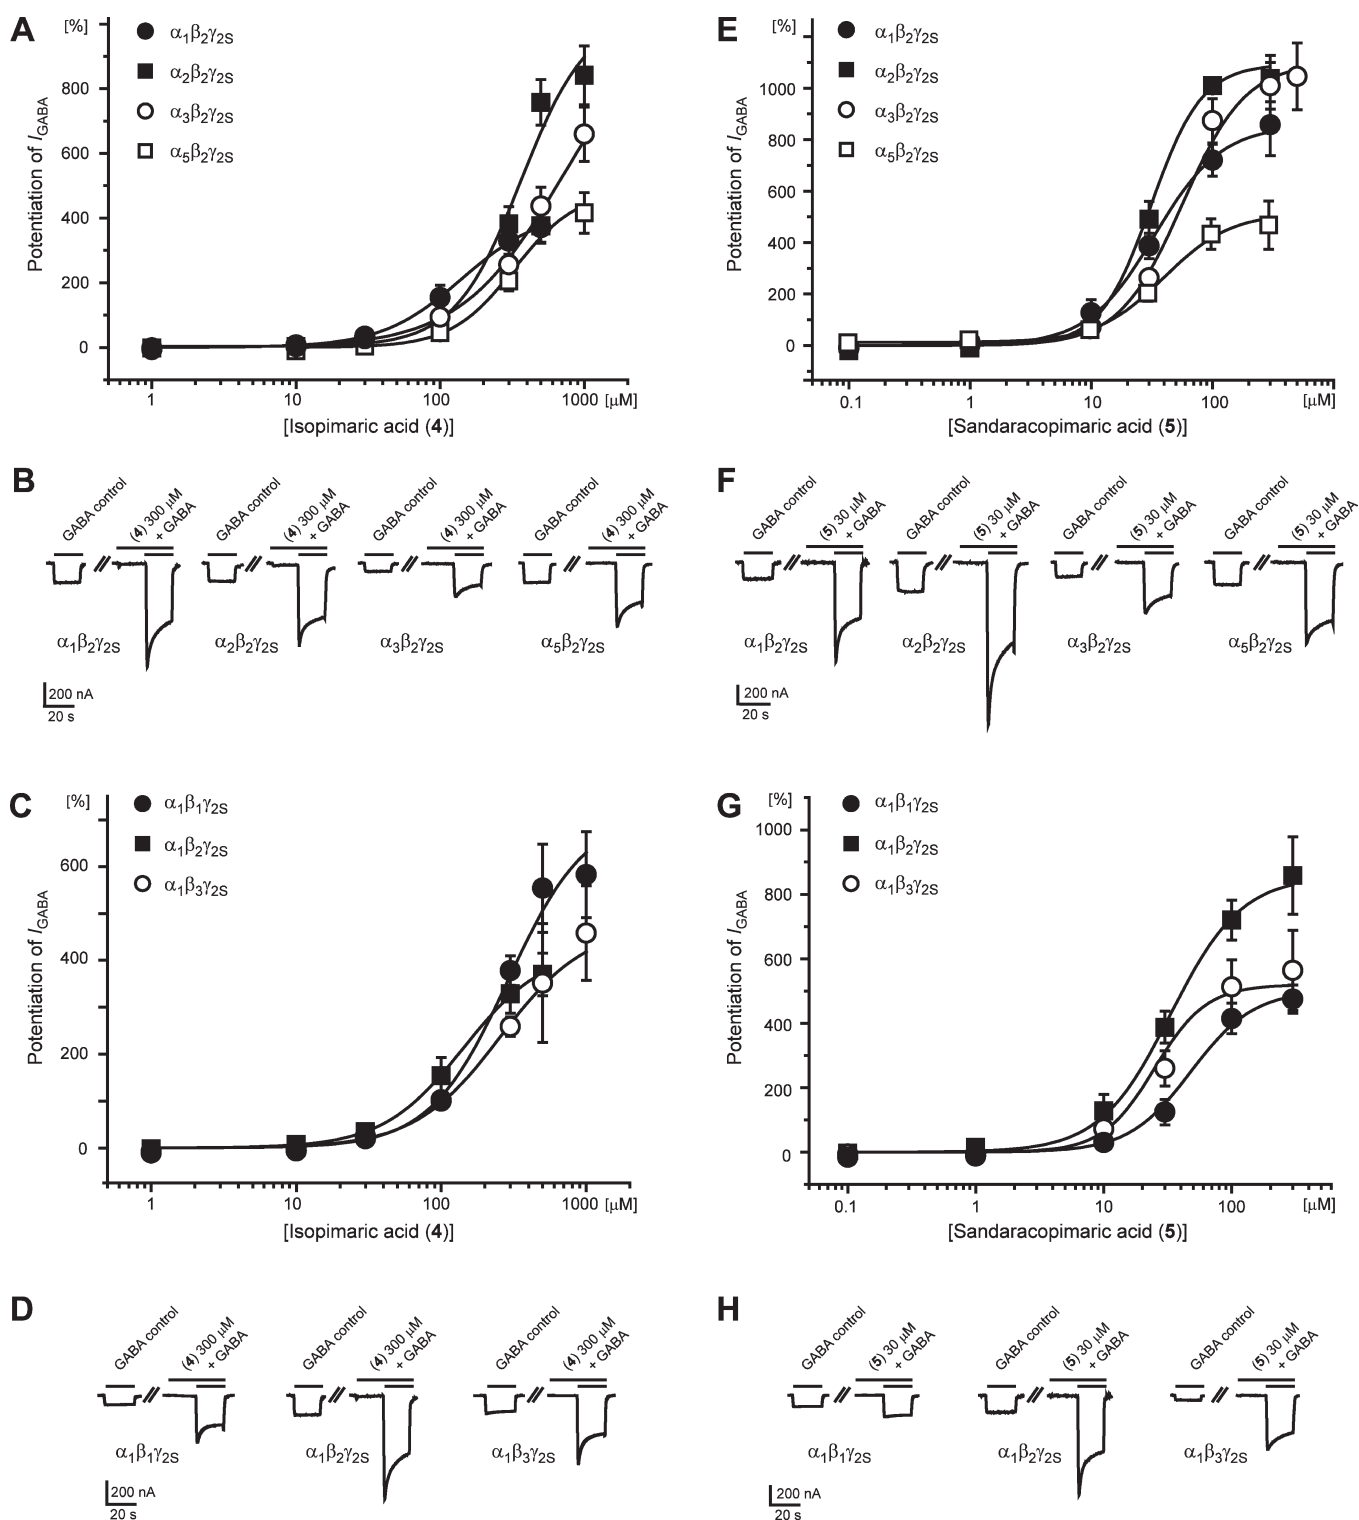 A
[%]
α1β2γ2S
α2β2γ2S
α3β2γ2S
α5β2γ2S
Potentiation of IGABA
800
600
400
200
0
1 10 100 1000 [μM]
[Isopimaric acid (4)]
E
[%]
α1β2γ2S
α2β2γ2S
α3β2γ2S
α5β2γ2S
Potentiation of IGABA
1000
800
600
400
200
0
0.1 1 10 100 [μM]
[Sandaracopimaric acid (5)]
B
GABA control
(4) 300 μM
+ GABA
GABA control
(4) 300 μM
+ GABA
GABA control
(4) 300 μM
+ GABA
GABA control
(4) 300 μM
+ GABA
α1β2γ2S α2β2γ2S α3β2γ2S α5β2γ2S
200 nA
20 s
F
GABA control
(5) 30 μM
+ GABA
GABA control
(5) 30 μM
+ GABA
GABA control
(5) 30 μM
+ GABA
GABA control
(5) 30 μM
+ GABA
α1β2γ2S α2β2γ2S α3β2γ2S α5β2γ2S
200 nA
20 s
C
[%]
α1β1γ2S
α1β2γ2S
α1β3γ2S
Potentiation of IGABA
600
400
200
0
1 10 100 1000 [μM]
[Isopimaric acid (4)]
G
[%]
α1β1γ2S
α1β2γ2S
α1β3γ2S
Potentiation of IGABA
1000
800
600
400
200
0
0.1 1 10 100 [μM]
[Sandaracopimaric acid (5)]
D
GABA control
(4) 300 μM
+ GABA
GABA control
(4) 300 μM
+ GABA
GABA control
(4) 300 μM
+ GABA
α1β1γ2S α1β2γ2S α1β3γ2S
200 nA
20 s
H
GABA control
(5) 30 μM
+ GABA
GABA control
(5) 30 μM
+ GABA
GABA control
(5) 30 μM
+ GABA
α1β1γ2S α1β2γ2S α1β3γ2S
200 nA
20 s